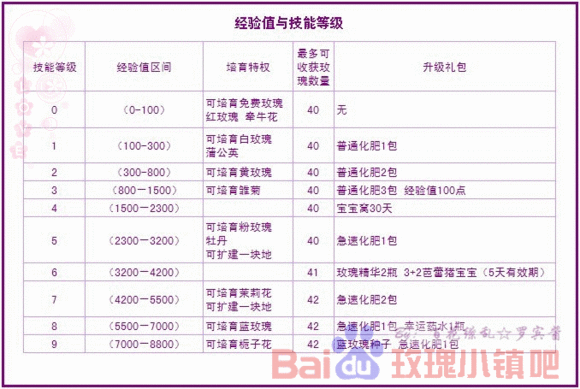 经验值与技能等级
技能等级 经验值区间 培育特权 最多可收获玫瑰数量 升级礼包
0 （0-100） 可培育免费玫瑰 红玫瑰 牵牛花 40 无
1 （100-300） 可培育白玫瑰 蒲公英 40 普通化肥1包
2 （300-800） 可培育黄玫瑰 40 普通化肥2包
3 （800-1500） 可培育雏菊 40 普通化肥3包 经验值100点
4 （1500-2300） 40 宝宝窝30天
5 （2300-3200） 可培育粉玫瑰 牡丹 可扩建一块地 40 急速化肥1包
6 （3200-4200） 41 玫瑰精华2瓶 3+2芭蕾猪宝宝（5天有效期）
7 （4200-5500） 可培育茉莉花 可扩建一块地 42 急速化肥2包
8 （5500-7000） 可培育蓝玫瑰 42 急速化肥1包 幸运药水1瓶
9 （7000-8800） 可培育栀子花 42 蓝玫瑰种子 急速化肥1包
Bai du 玫瑰小镇吧